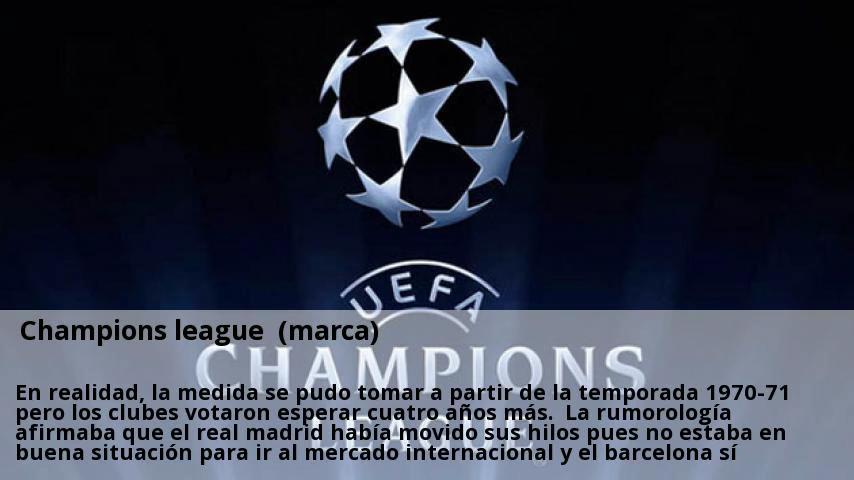 UEFA
Champions league  (marca)
CHAMPIONS
En realidad, la medida se pudo tomar a partir de la temporada 1970-71
pero los clubes votaron esperar cuatro años más.  La rumorología
afirmaba que el real madrid había movido sus hilos pues no estaba en
LEAGUE
buena situación para ir al mercado internacional y el barcelona sí